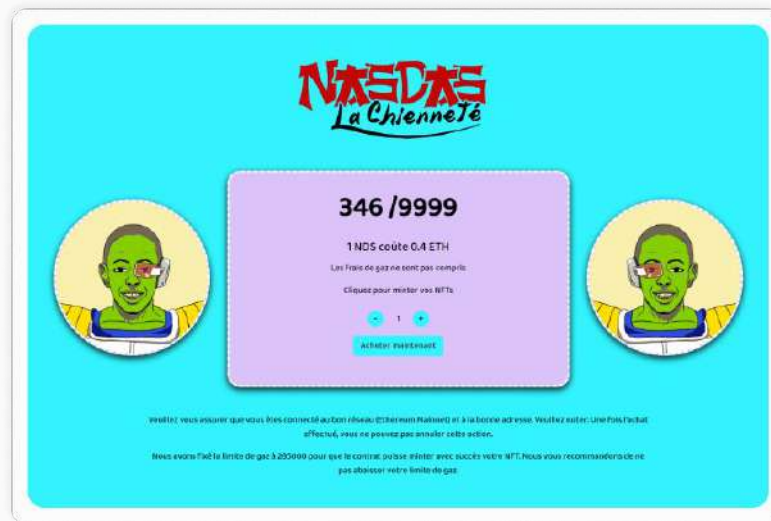 NASDAS
La Chienneté
346 /9999
1 NDS coûte 0.4 ETH
Les frais de gaz ne sont pas compris
Cliquez pour minter vos NFTs
- 1 +
Acheter maintenant
Veuillez vous assurer que vous êtes connecté au bon réseau (Ethereum Mainnet) et à la bonne adresse. Veuillez noter: Une fois l'achat
effectué, vous ne pouvez pas annuler cette action.
Nous avons fixé la limite de gaz à 285000 pour que le contrat puisse minter avec succès votre NFT. Nous vous recommandons de ne
pas abaisser votre limite de gaz